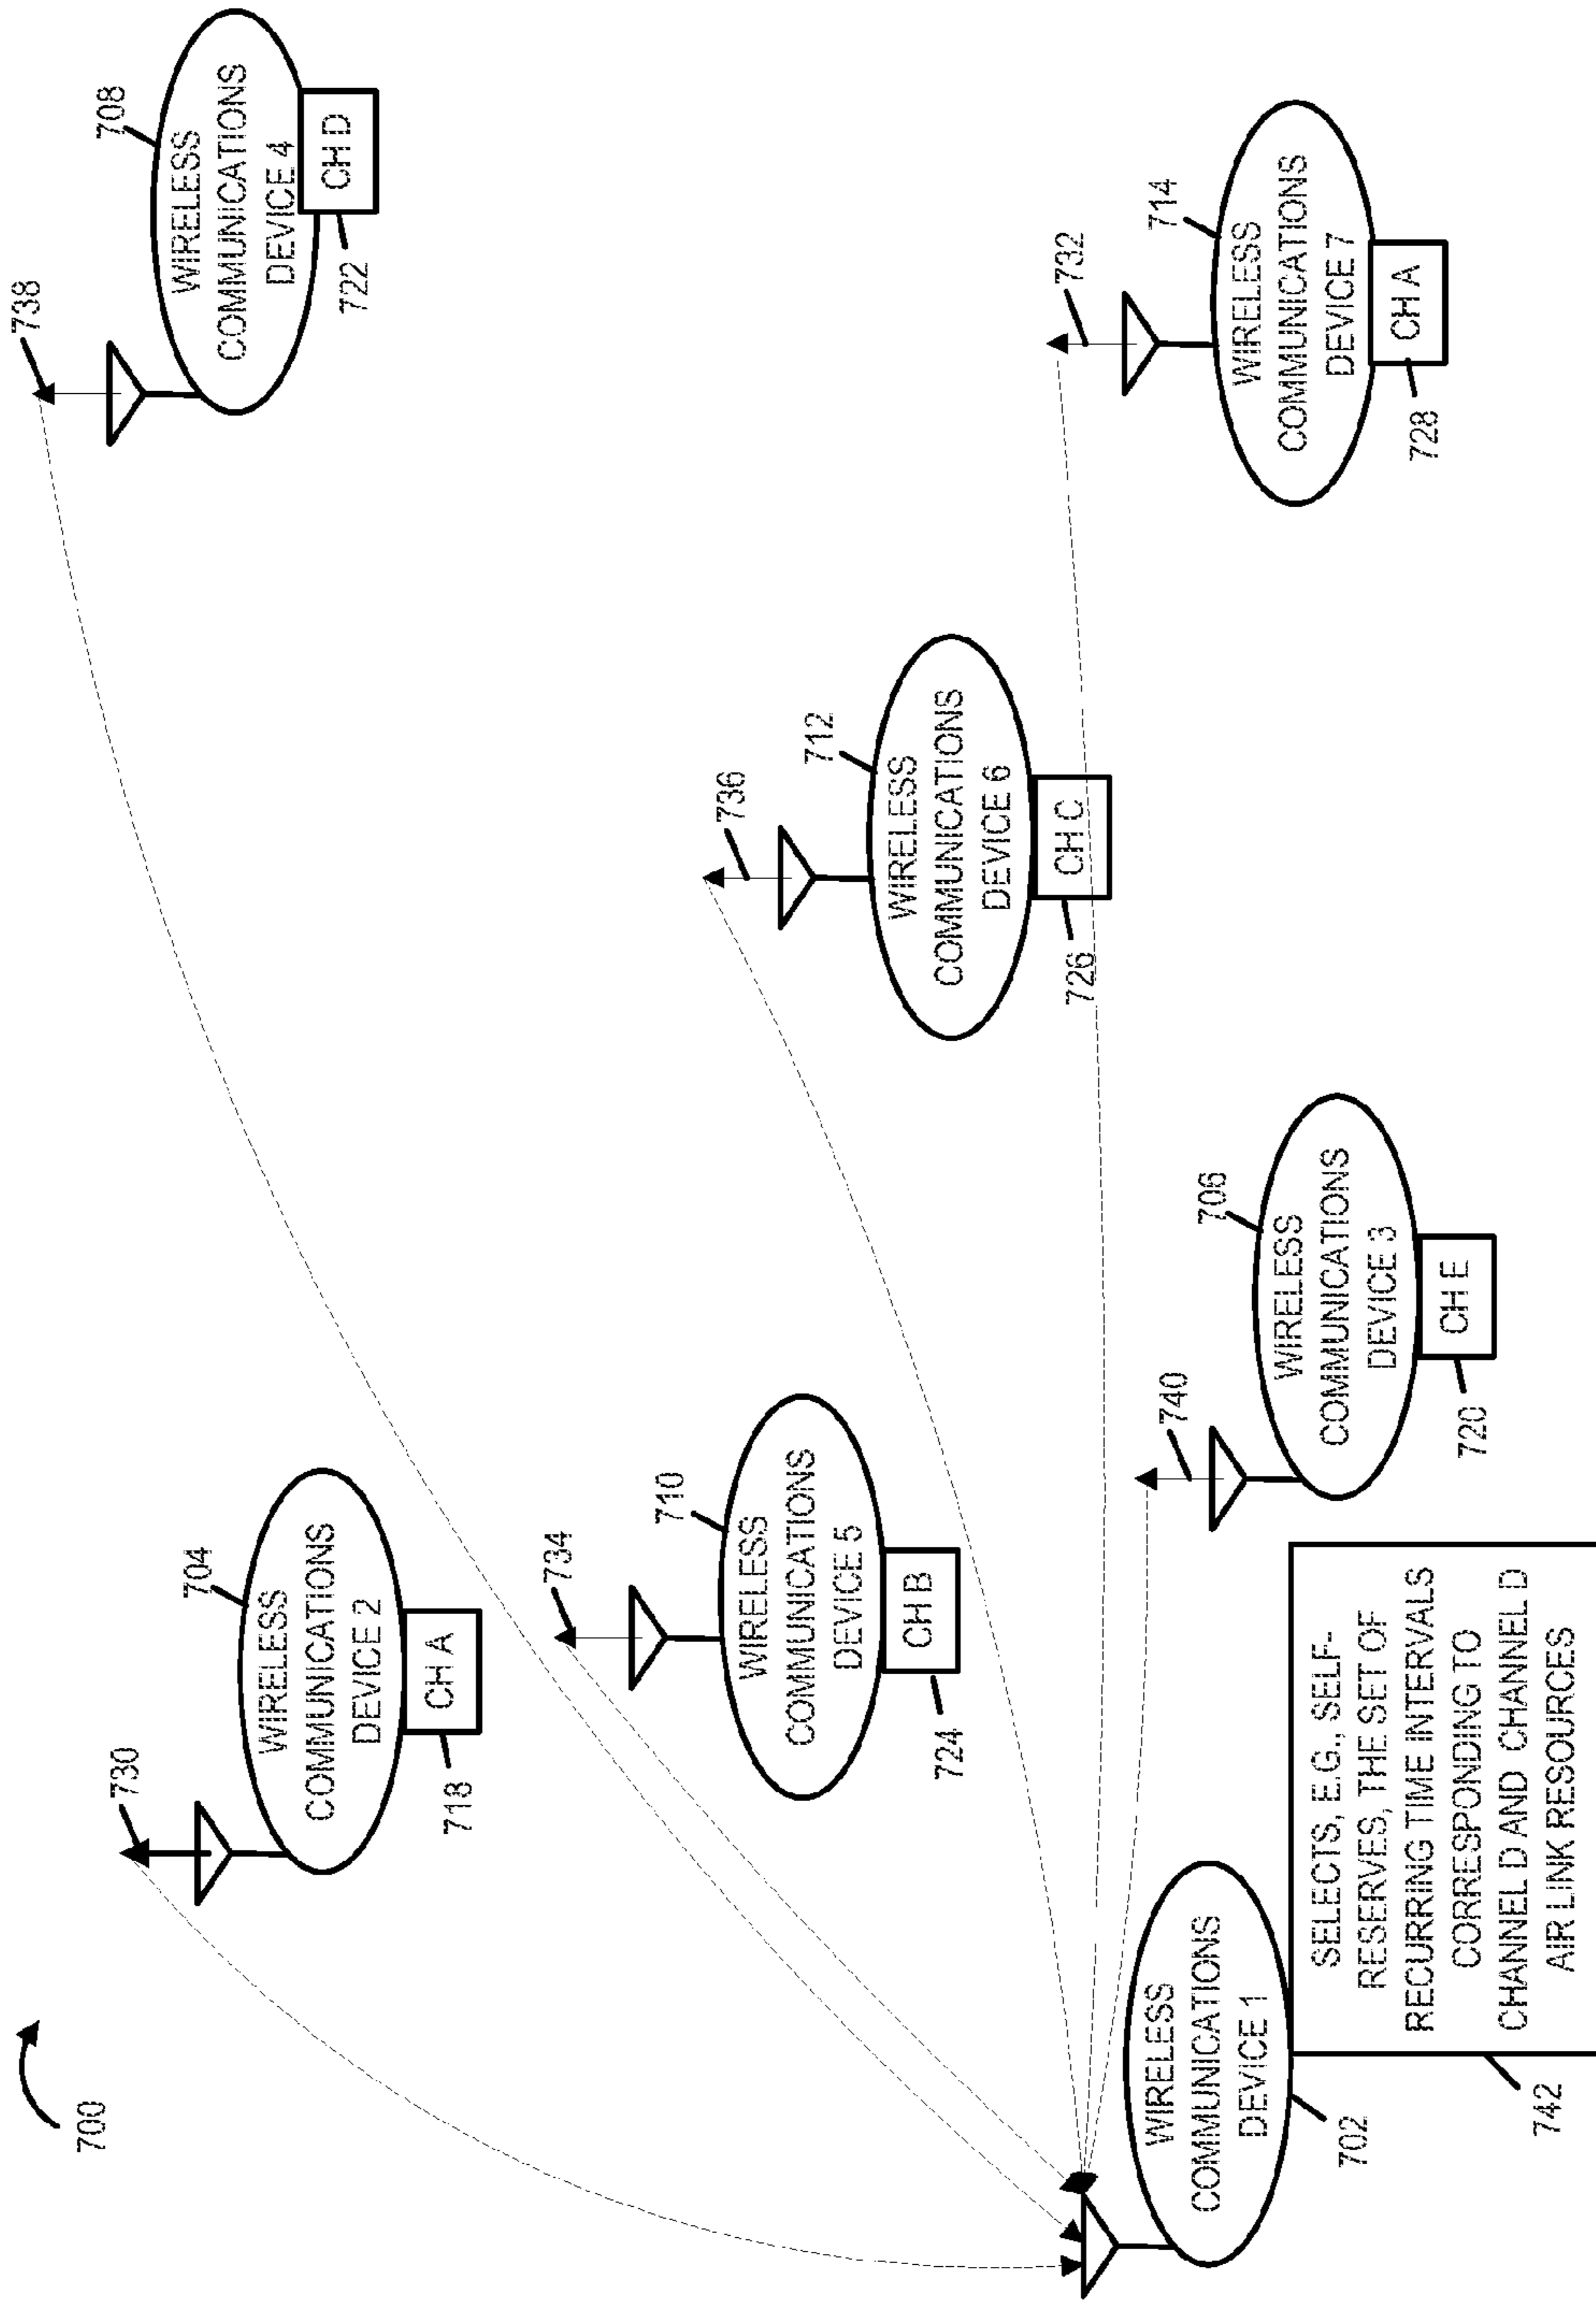 700
730
704
WIRELESS
COMMUNICATIONS
DEVICE 2
CH A
718
738
708
WIRELESS
COMMUNICATIONS
DEVICE 4
CH D
722
734
710
WIRELESS
COMMUNICATIONS
DEVICE 5
CH B
724
736
712
WIRELESS
COMMUNICATIONS
DEVICE 6
CH C
726
732
714
WIRELESS
COMMUNICATIONS
DEVICE 7
CH A
728
740
706
WIRELESS
COMMUNICATIONS
DEVICE 3
CH E
720
WIRELESS
COMMUNICATIONS
DEVICE 1
702
SELECTS, E.G., SELF-
RESERVES, THE SET OF
RECURRING TIME INTERVALS
CORRESPONDING TO
CHANNEL D AND CHANNEL D
AIR LINK RESOURCES
742